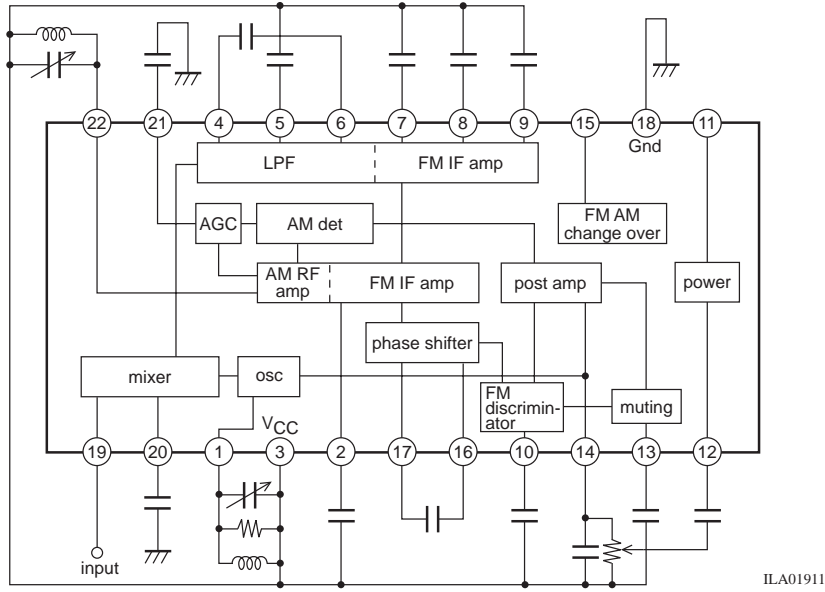 22
21
4
5
6
7
8
9
15
18
11
Gnd
LPF
FM IF amp
AGC
AM det
FM AM
change over
AM RF
amp
FM IF amp
post amp
power
phase shifter
mixer
osc
FM
discrimin-
ator
muting
VCC
19
20
1
3
2
17
16
10
14
13
12
input
ILA01911